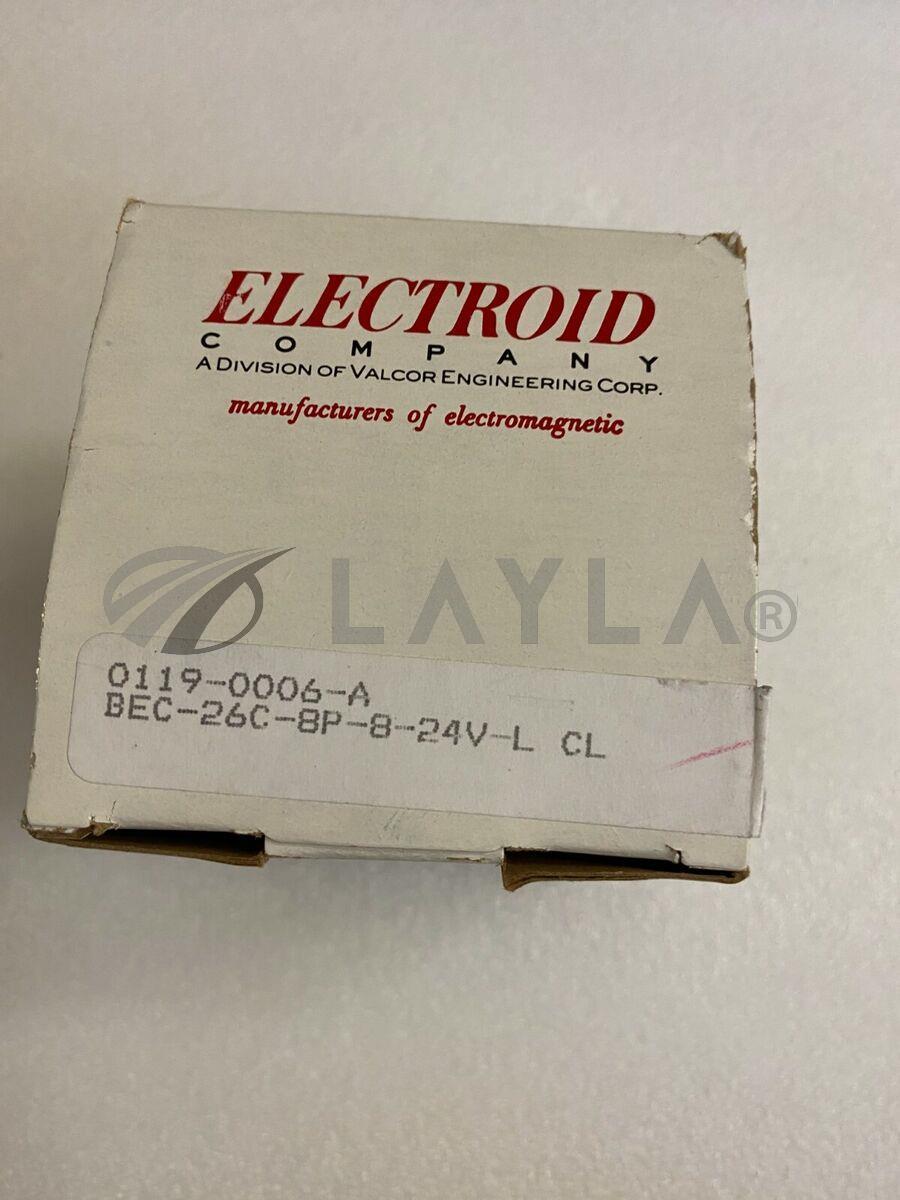 ELECTROID
COMPANY
A DIVISION OF VALCOR ENGINEERING CORP.
manufacturers of electromagnetic
LAYLA®
0119-0006-A
BEC-26C-8P-8-24V-L CL